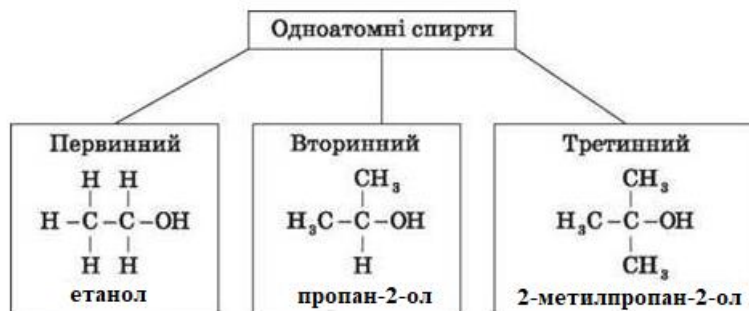 Одноатомні спирти
Первинний
H H
H – C – C – OH
H H
етанол
Вторинний
CH₃
H₃C – C – OH
H
пропан-2-ол
Третинний
CH₃
H₃C – C – OH
CH₃
2-метилпропан-2-ол